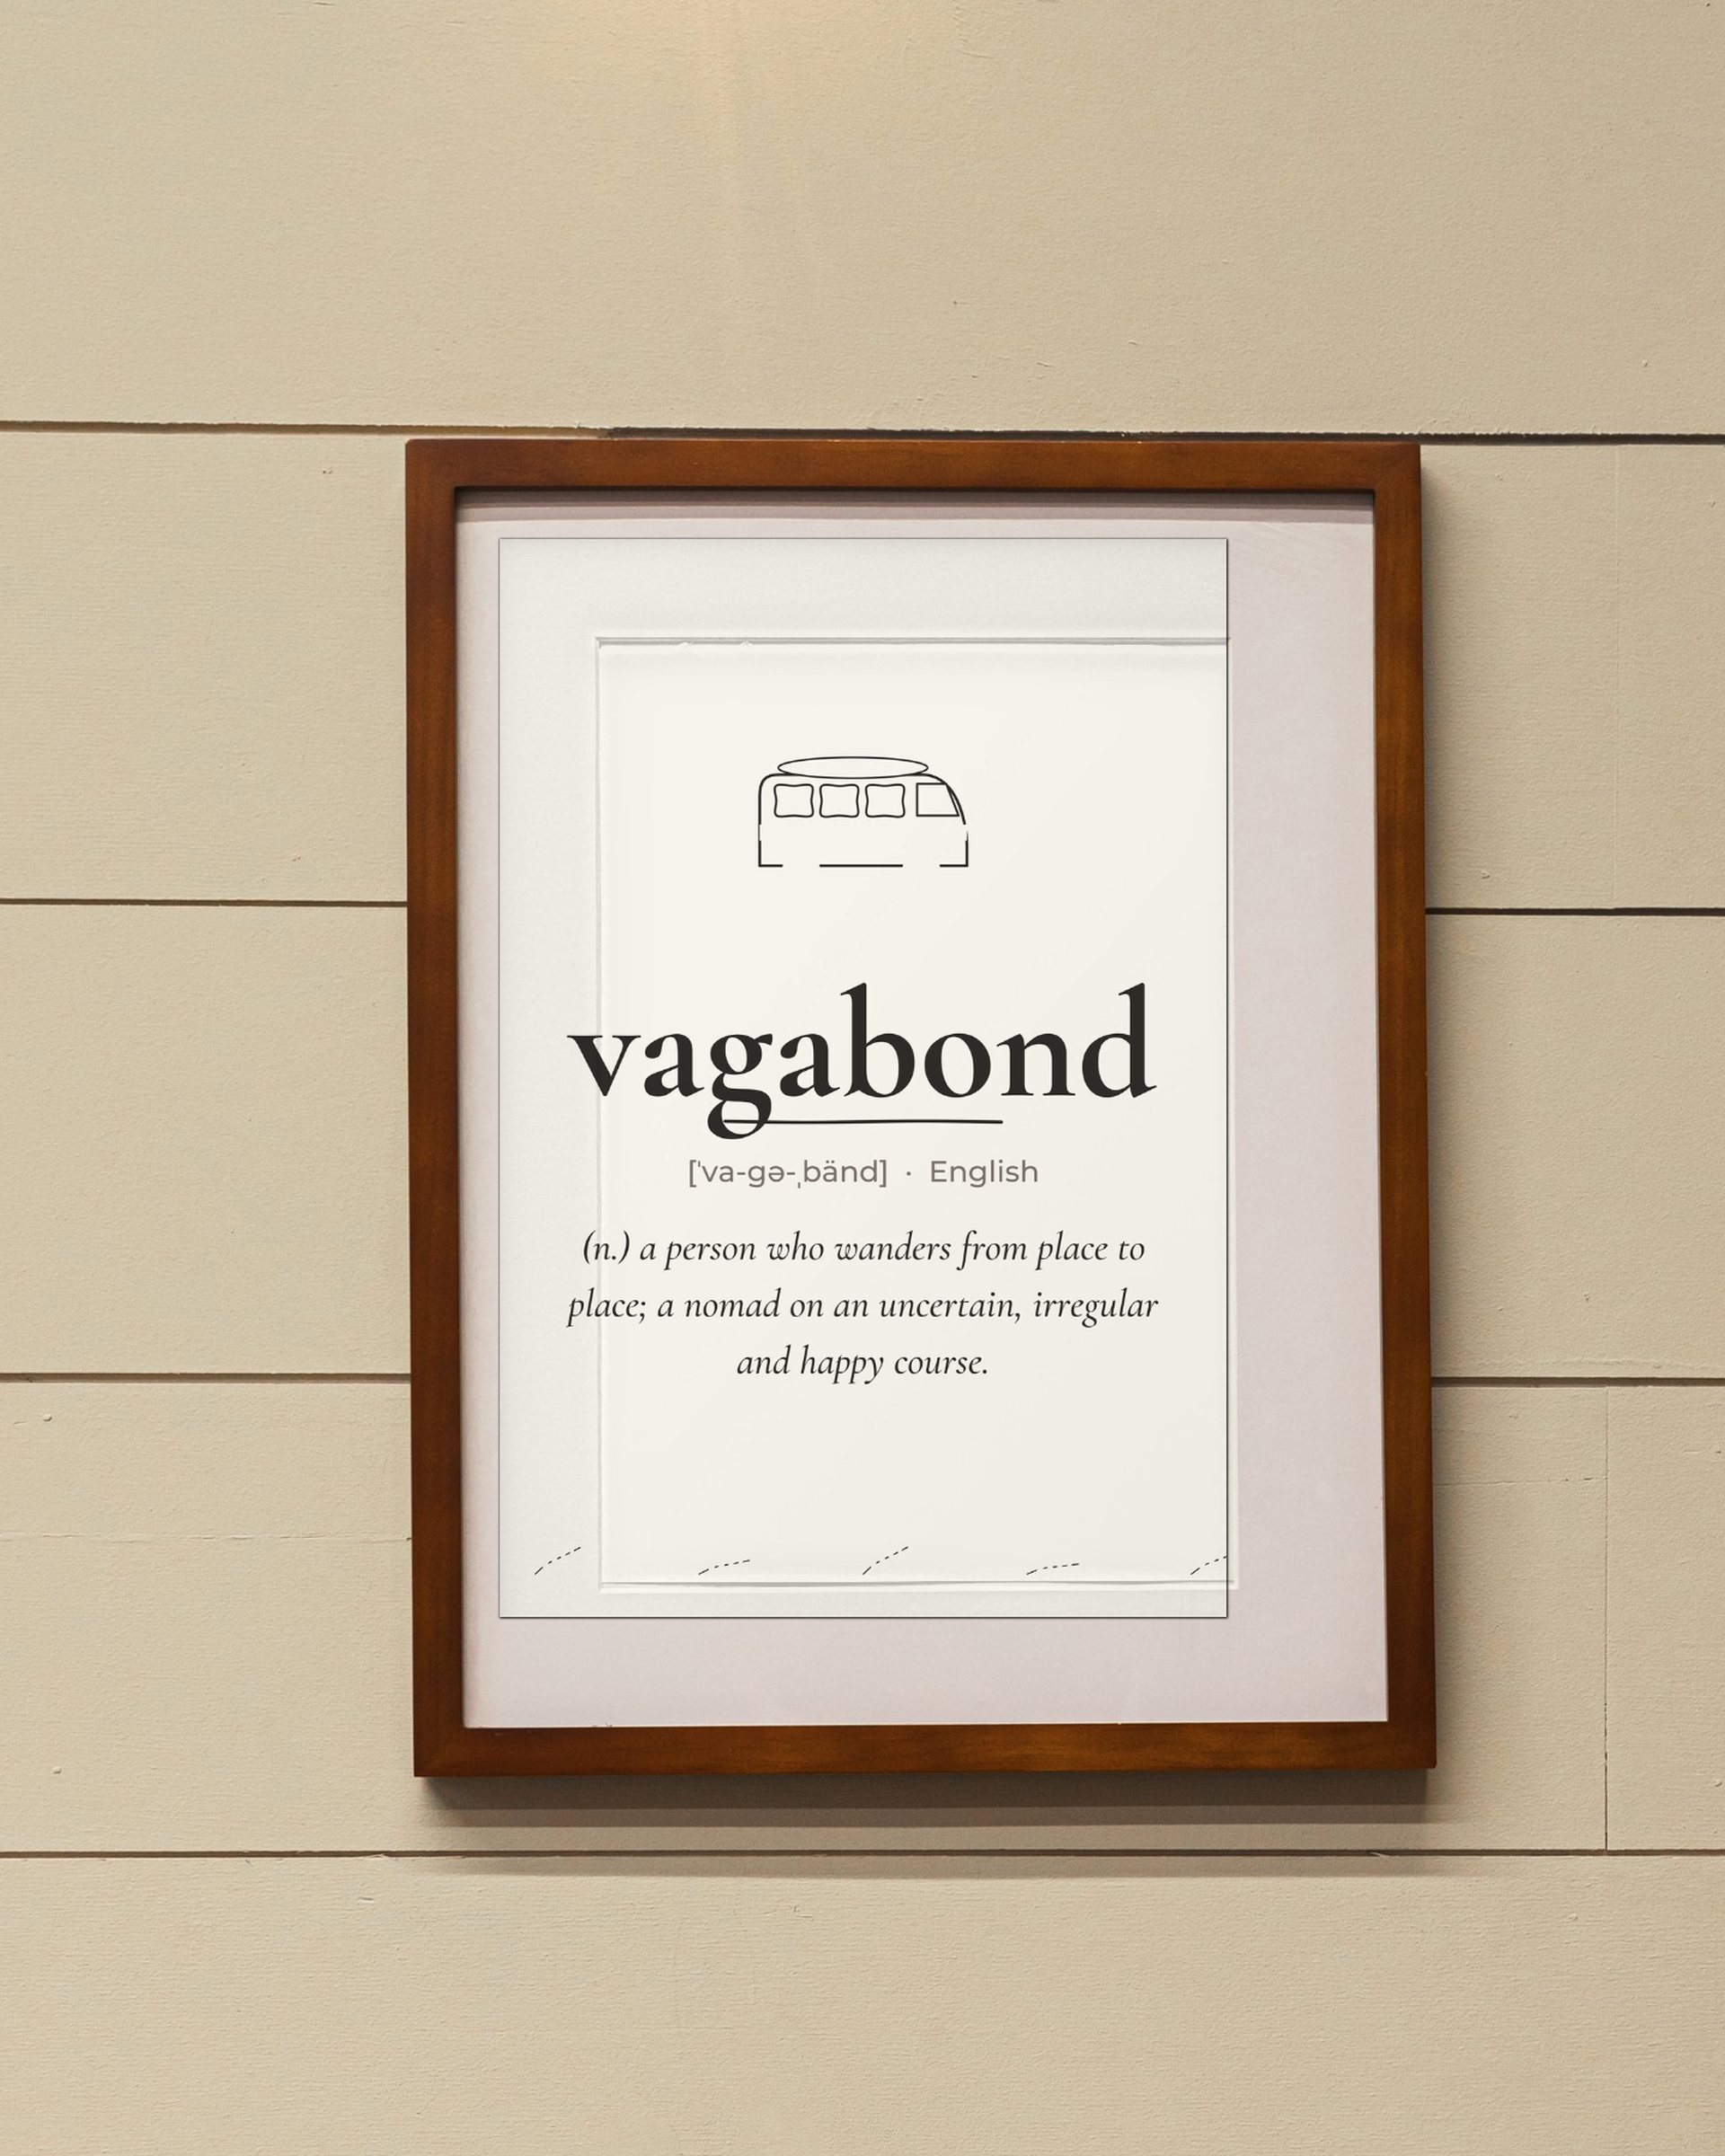 vagabond
[ˈva-gə-ˌbänd] · English
(n.) a person who wanders from place to
place; a nomad on an uncertain, irregular
and happy course.